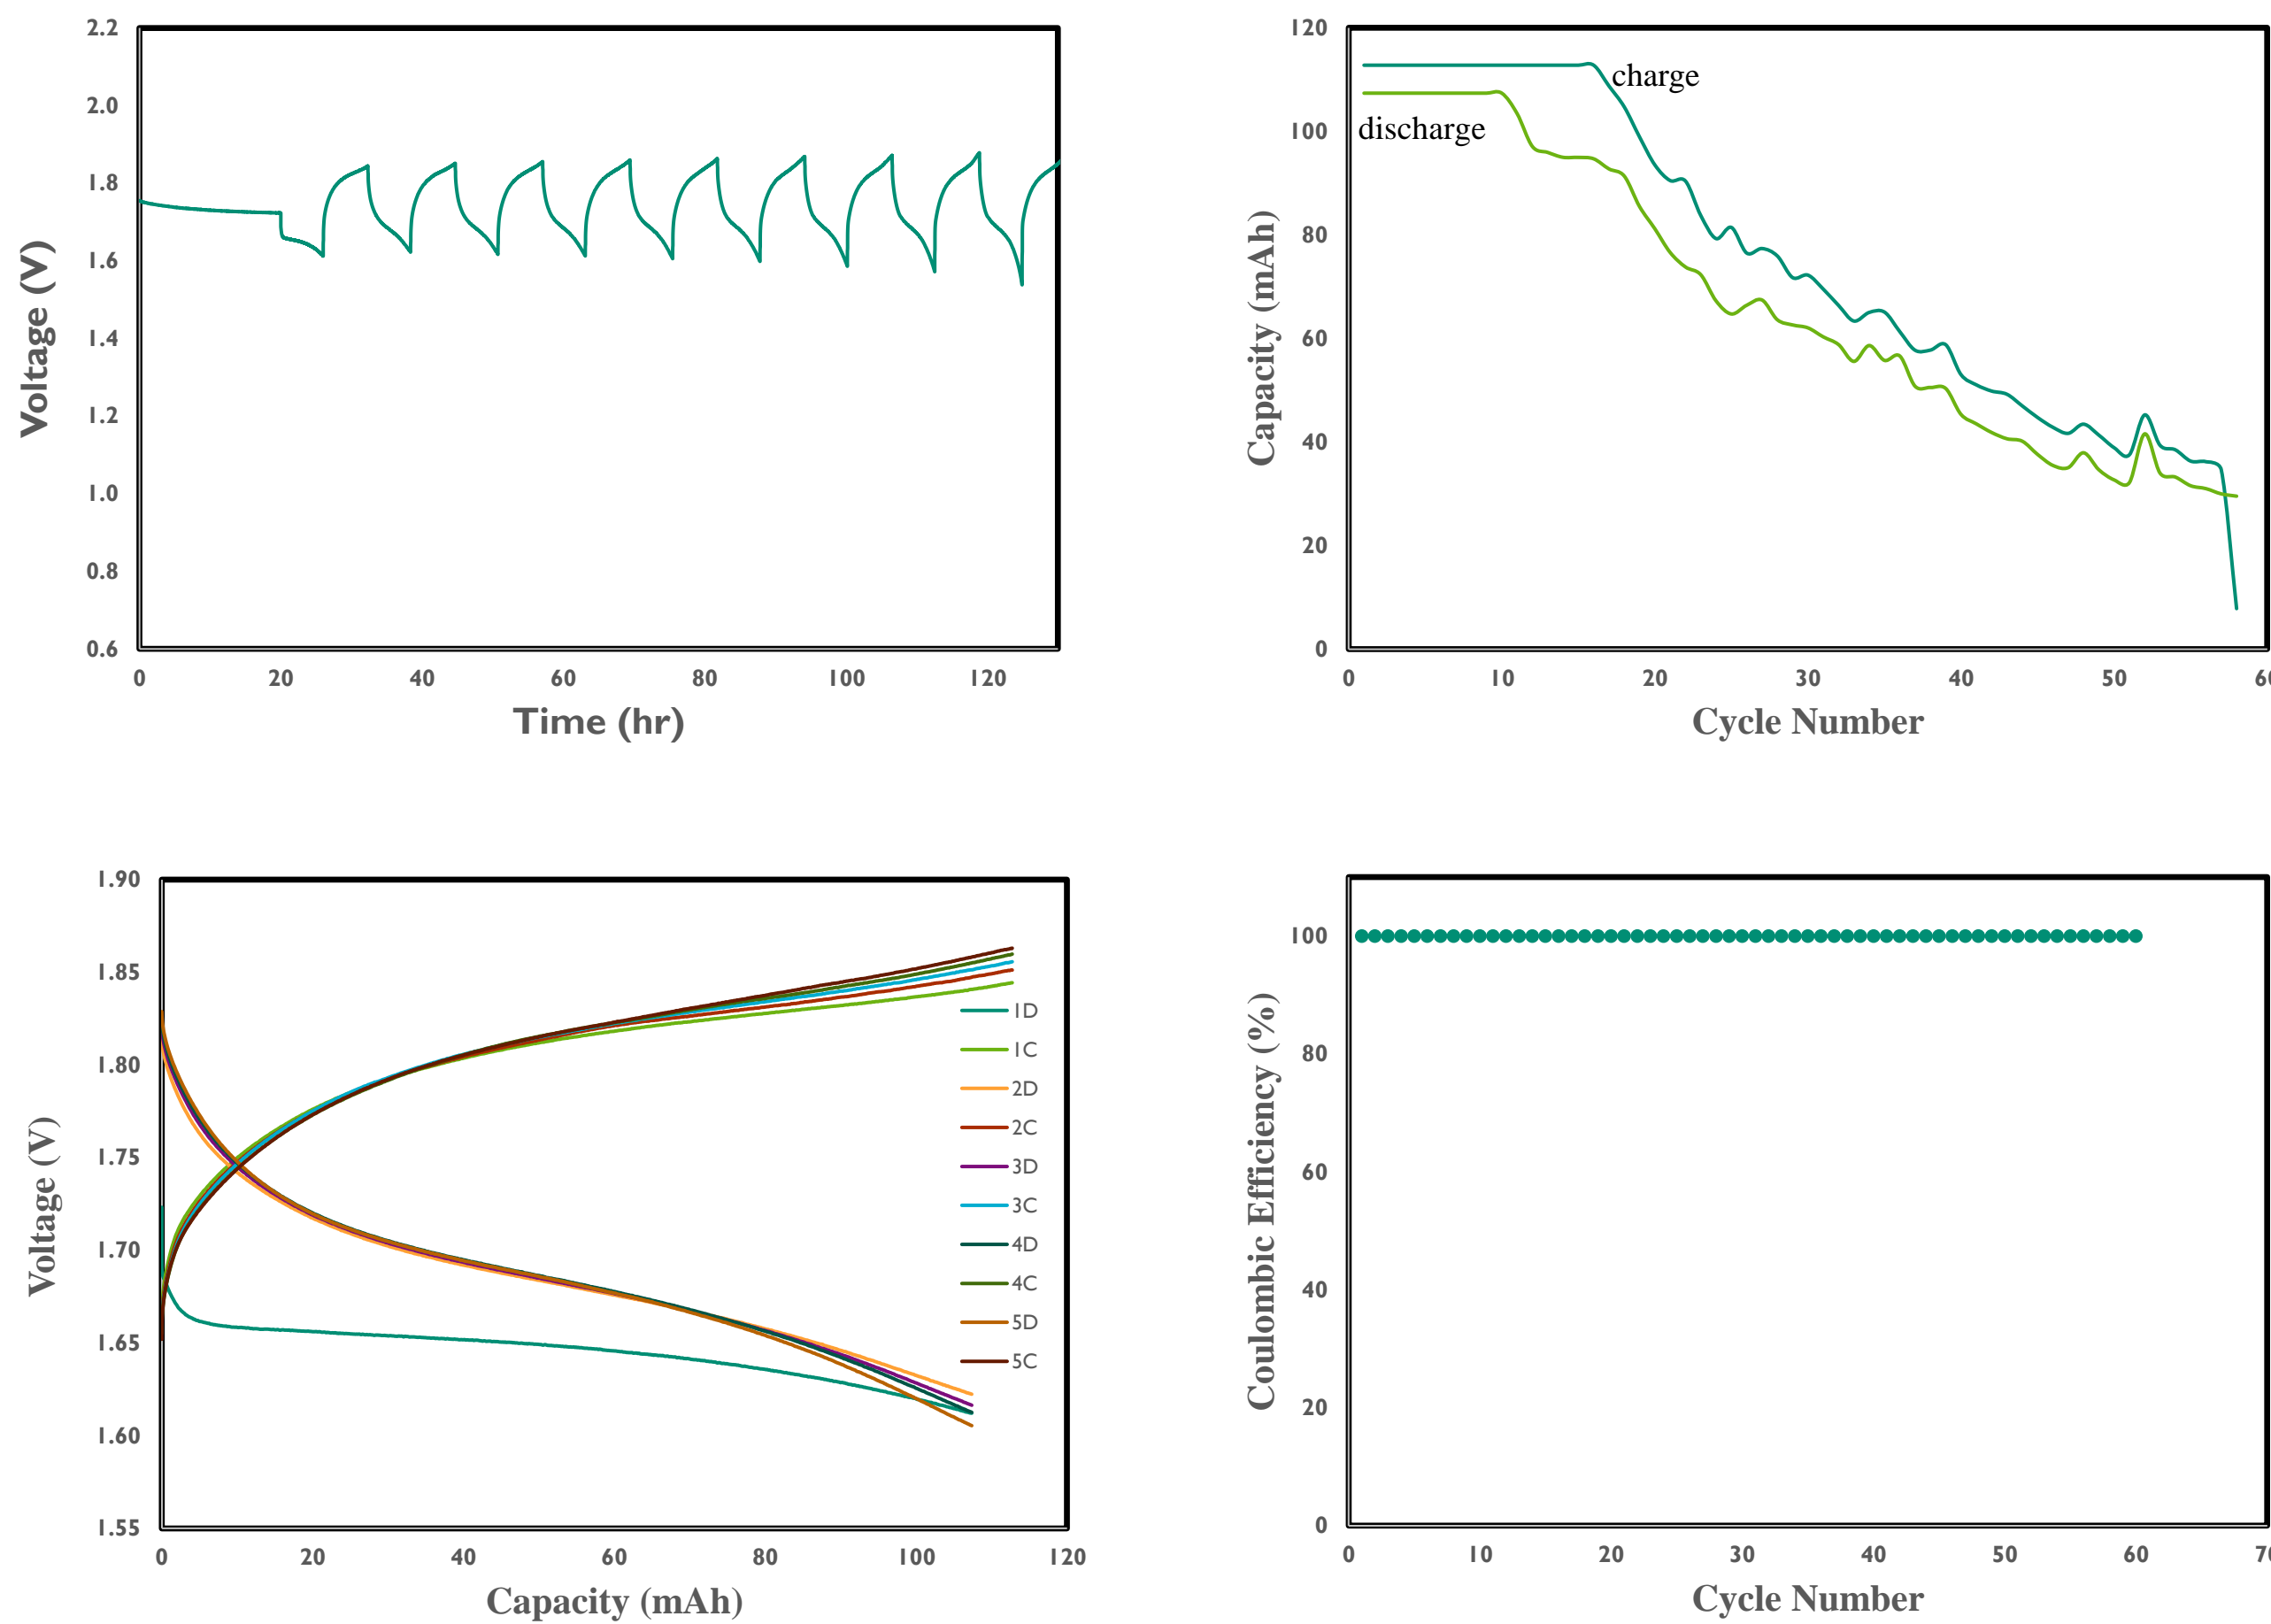 2.2
2.0
1.8
1.6
1.4
1.2
1.0
0.8
0.6
0 20 40 60 80 100 120
Voltage (V)
Time (hr)
120
100
80
60
40
20
0
0 10 20 30 40 50
Capacity (mAh)
Cycle Number
charge
discharge
1.90
1.85
1.80
1.75
1.70
1.65
1.60
1.55
0 20 40 60 80 100 120
Voltage (V)
Capacity (mAh)
1D
1C
2D
2C
3D
3C
4D
4C
5D
5C
100
80
60
40
20
0
0 10 20 30 40 50 60
Coulombic Efficiency (%)
Cycle Number